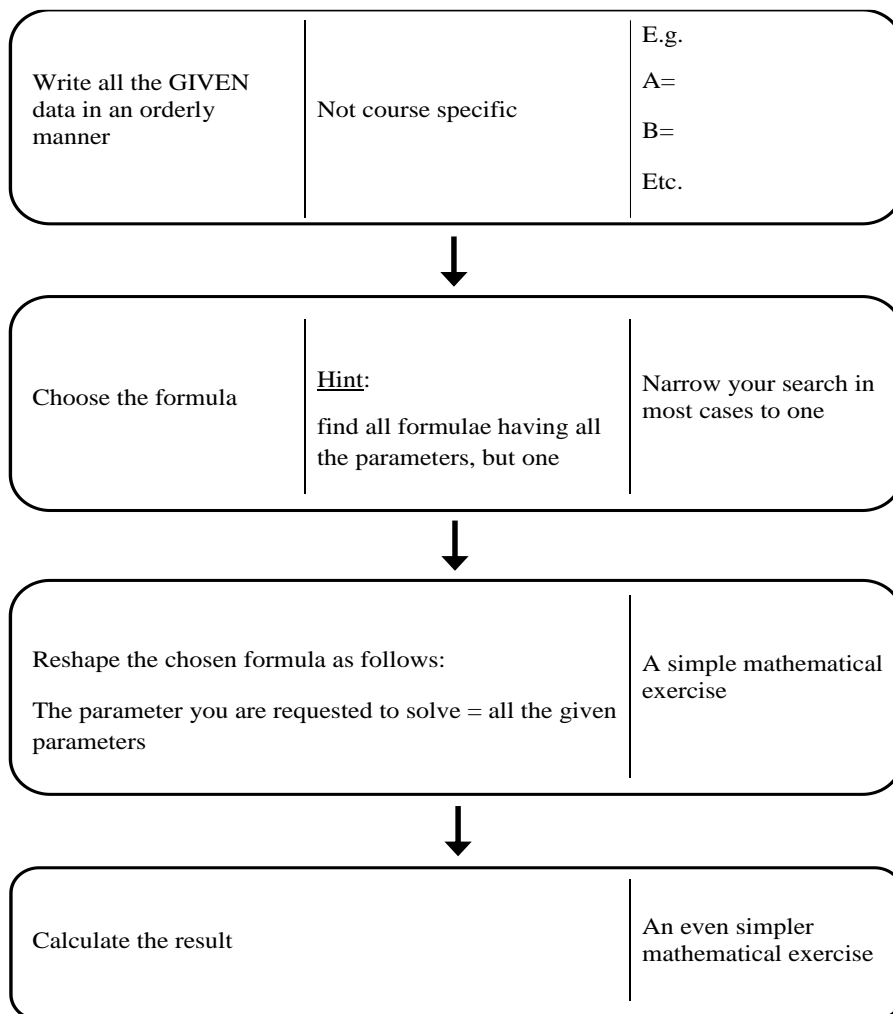 Write all the GIVEN
data in an orderly
manner
Not course specific
E.g.
A=
B=
Etc.
Choose the formula
Hint:
find all formulae having all
the parameters, but one
Narrow your search in
most cases to one
Reshape the chosen formula as follows:
The parameter you are requested to solve = all the given
parameters
A simple mathematical
exercise
Calculate the result
An even simpler
mathematical exercise